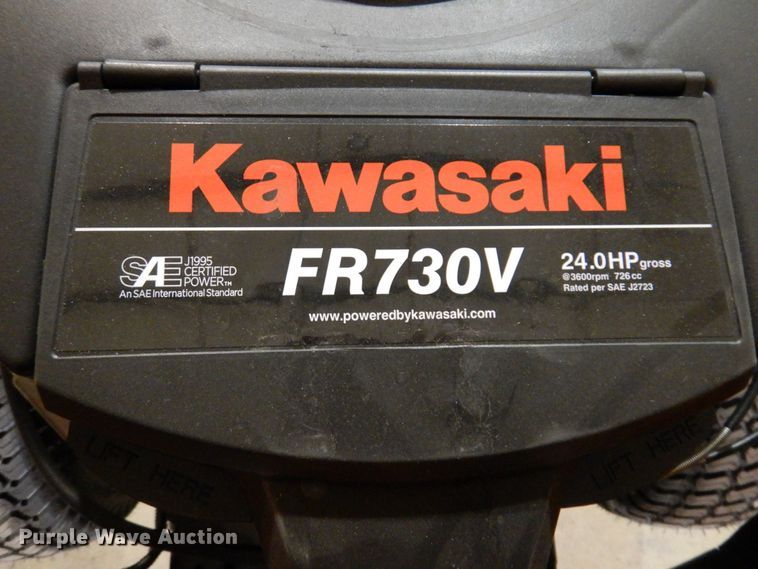 Kawasaki
SAE J1995 CERTIFIED POWER™
An SAE International Standard
FR730V
www.poweredbykawasaki.com
24.0HP gross
@3600rpm 726cc
Rated per SAE J2723
LIFT HERE
LIFT HERE
Purple Wave Auction